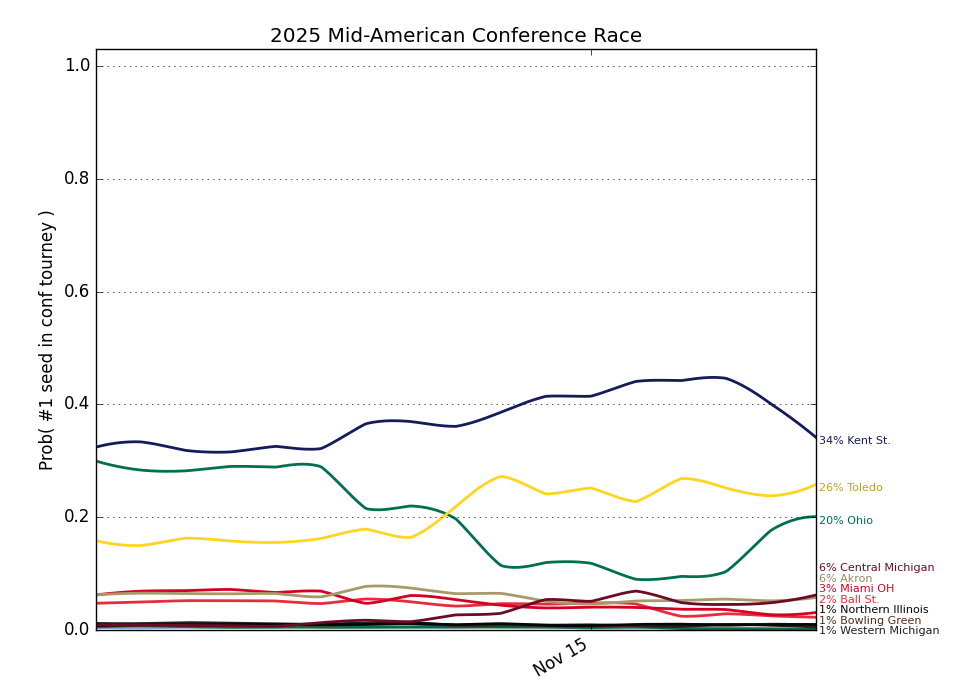 2025 Mid-American Conference Race
Prob( #1 seed in conf tourney )
1.0
0.8
0.6
0.4
0.2
0.0
Nov 15
34% Kent St.
26% Toledo
20% Ohio
6% Central Michigan
6% Akron
3% Miami OH
2% Ball St.
1% Northern Illinois
1% Bowling Green
1% Western Michigan